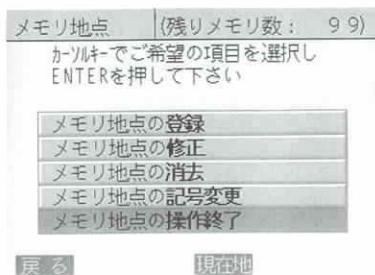 メモリ地点 (残りメモリ数: 99)
カーソルキーでご希望の項目を選択し
ENTERを押して下さい
メモリ地点の登録
メモリ地点の修正
メモリ地点の消去
メモリ地点の記号変更
メモリ地点の操作終了
戻る 現在地